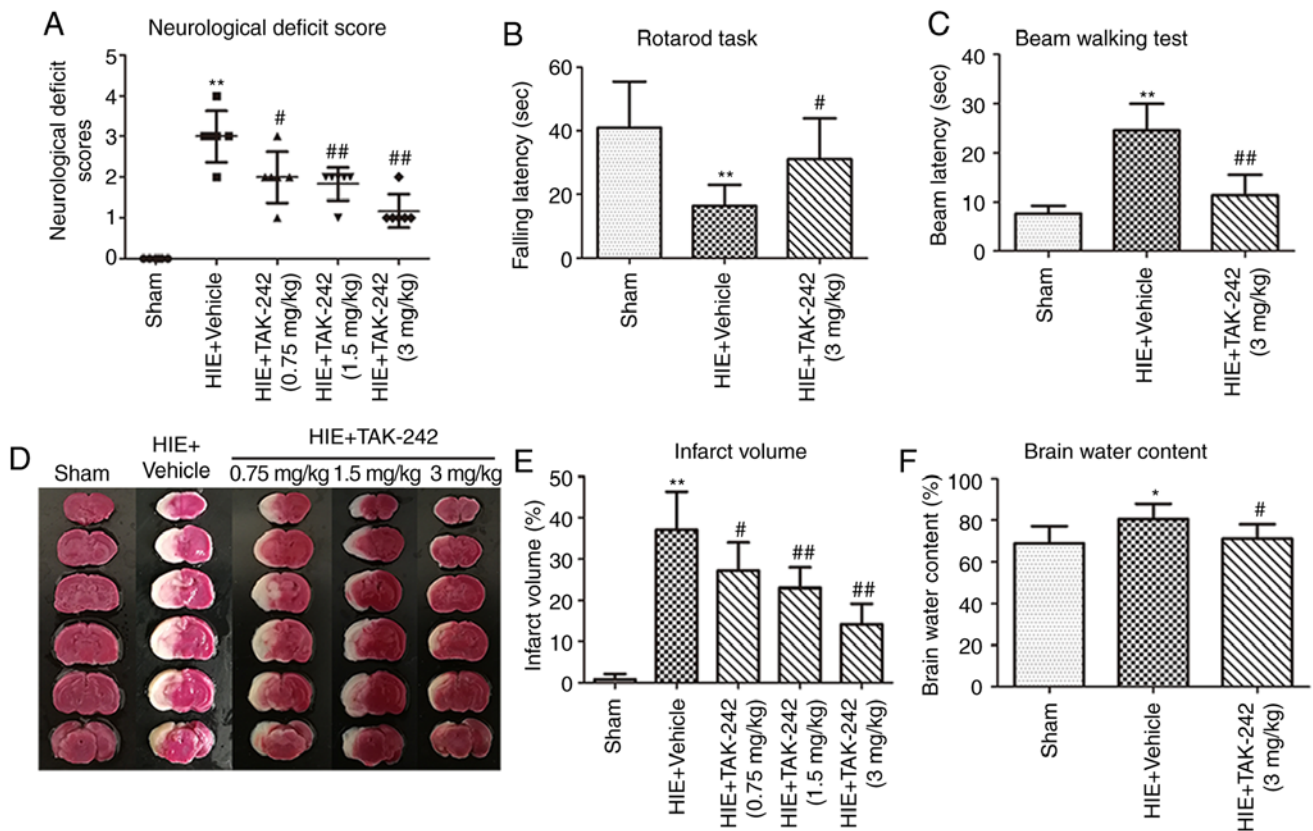 A
Neurological deficit score
Neurological deficit
scores
5
4
3
2
1
0
**
#
##
##
Sham
HIE+Vehicle
HIE+TAK-242
(0.75 mg/kg)
HIE+TAK-242
(1.5 mg/kg)
HIE+TAK-242
(3 mg/kg)
B
Rotarod task
Falling latency (sec)
60
40
20
0
**
#
Sham
HIE+Vehicle
HIE+TAK-242
(3 mg/kg)
C
Beam walking test
Beam latency (sec)
40
30
20
10
0
**
##
Sham
HIE+Vehicle
HIE+TAK-242
(3 mg/kg)
D
Sham
HIE+
Vehicle
HIE+TAK-242
0.75 mg/kg 1.5 mg/kg 3 mg/kg
E
Infarct volume
Infarct volume (%)
50
40
30
20
10
0
**
#
##
##
Sham
HIE+Vehicle
HIE+TAK-242
(0.75 mg/kg)
HIE+TAK-242
(1.5 mg/kg)
HIE+TAK-242
(3 mg/kg)
F
Brain water content
Brain water content (%)
100
80
60
40
20
0
*
#
Sham
HIE+Vehicle
HIE+TAK-242
(3 mg/kg)